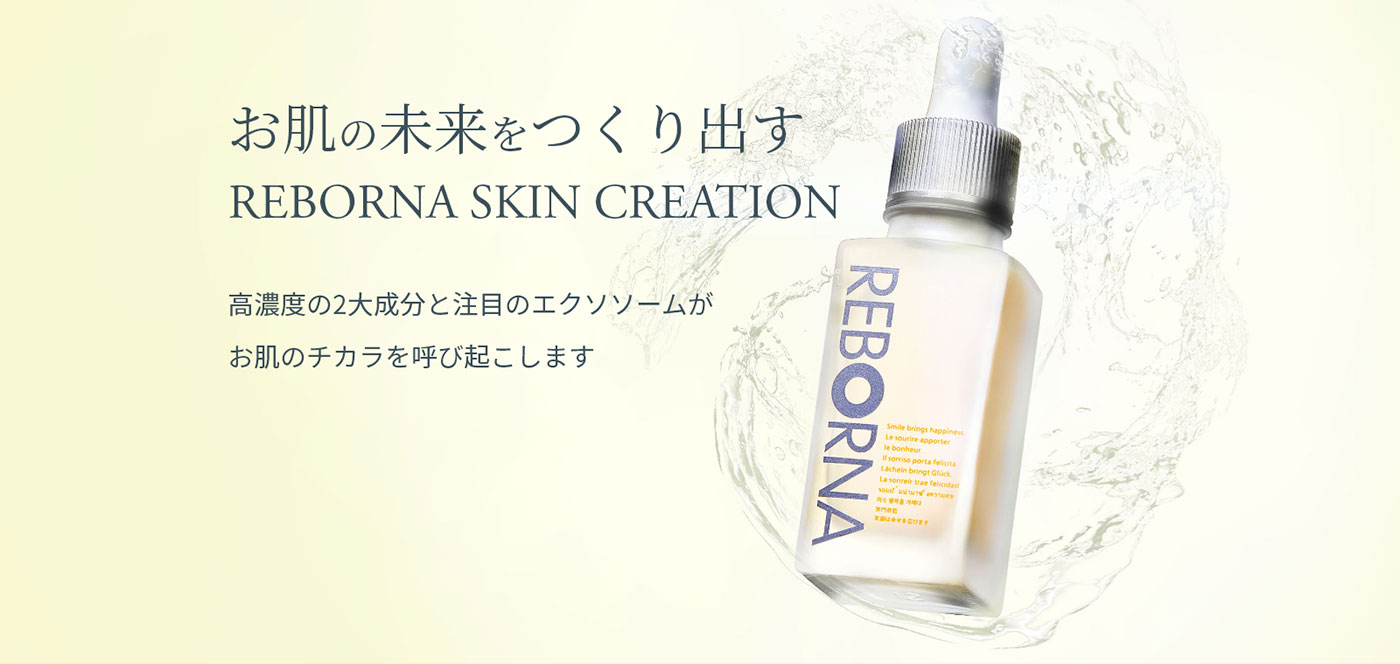 お肌の未来をつくり出す
REBORNA SKIN CREATION
高濃度の2大成分と注目のエクソソームが
お肌のチカラを呼び起こします
REBORNA
Smile brings happiness.
Le sourire apporter
le bonheur.
Il sorriso porta felicita
Lächeln bringt Glück.
La sonreír trae felicidad